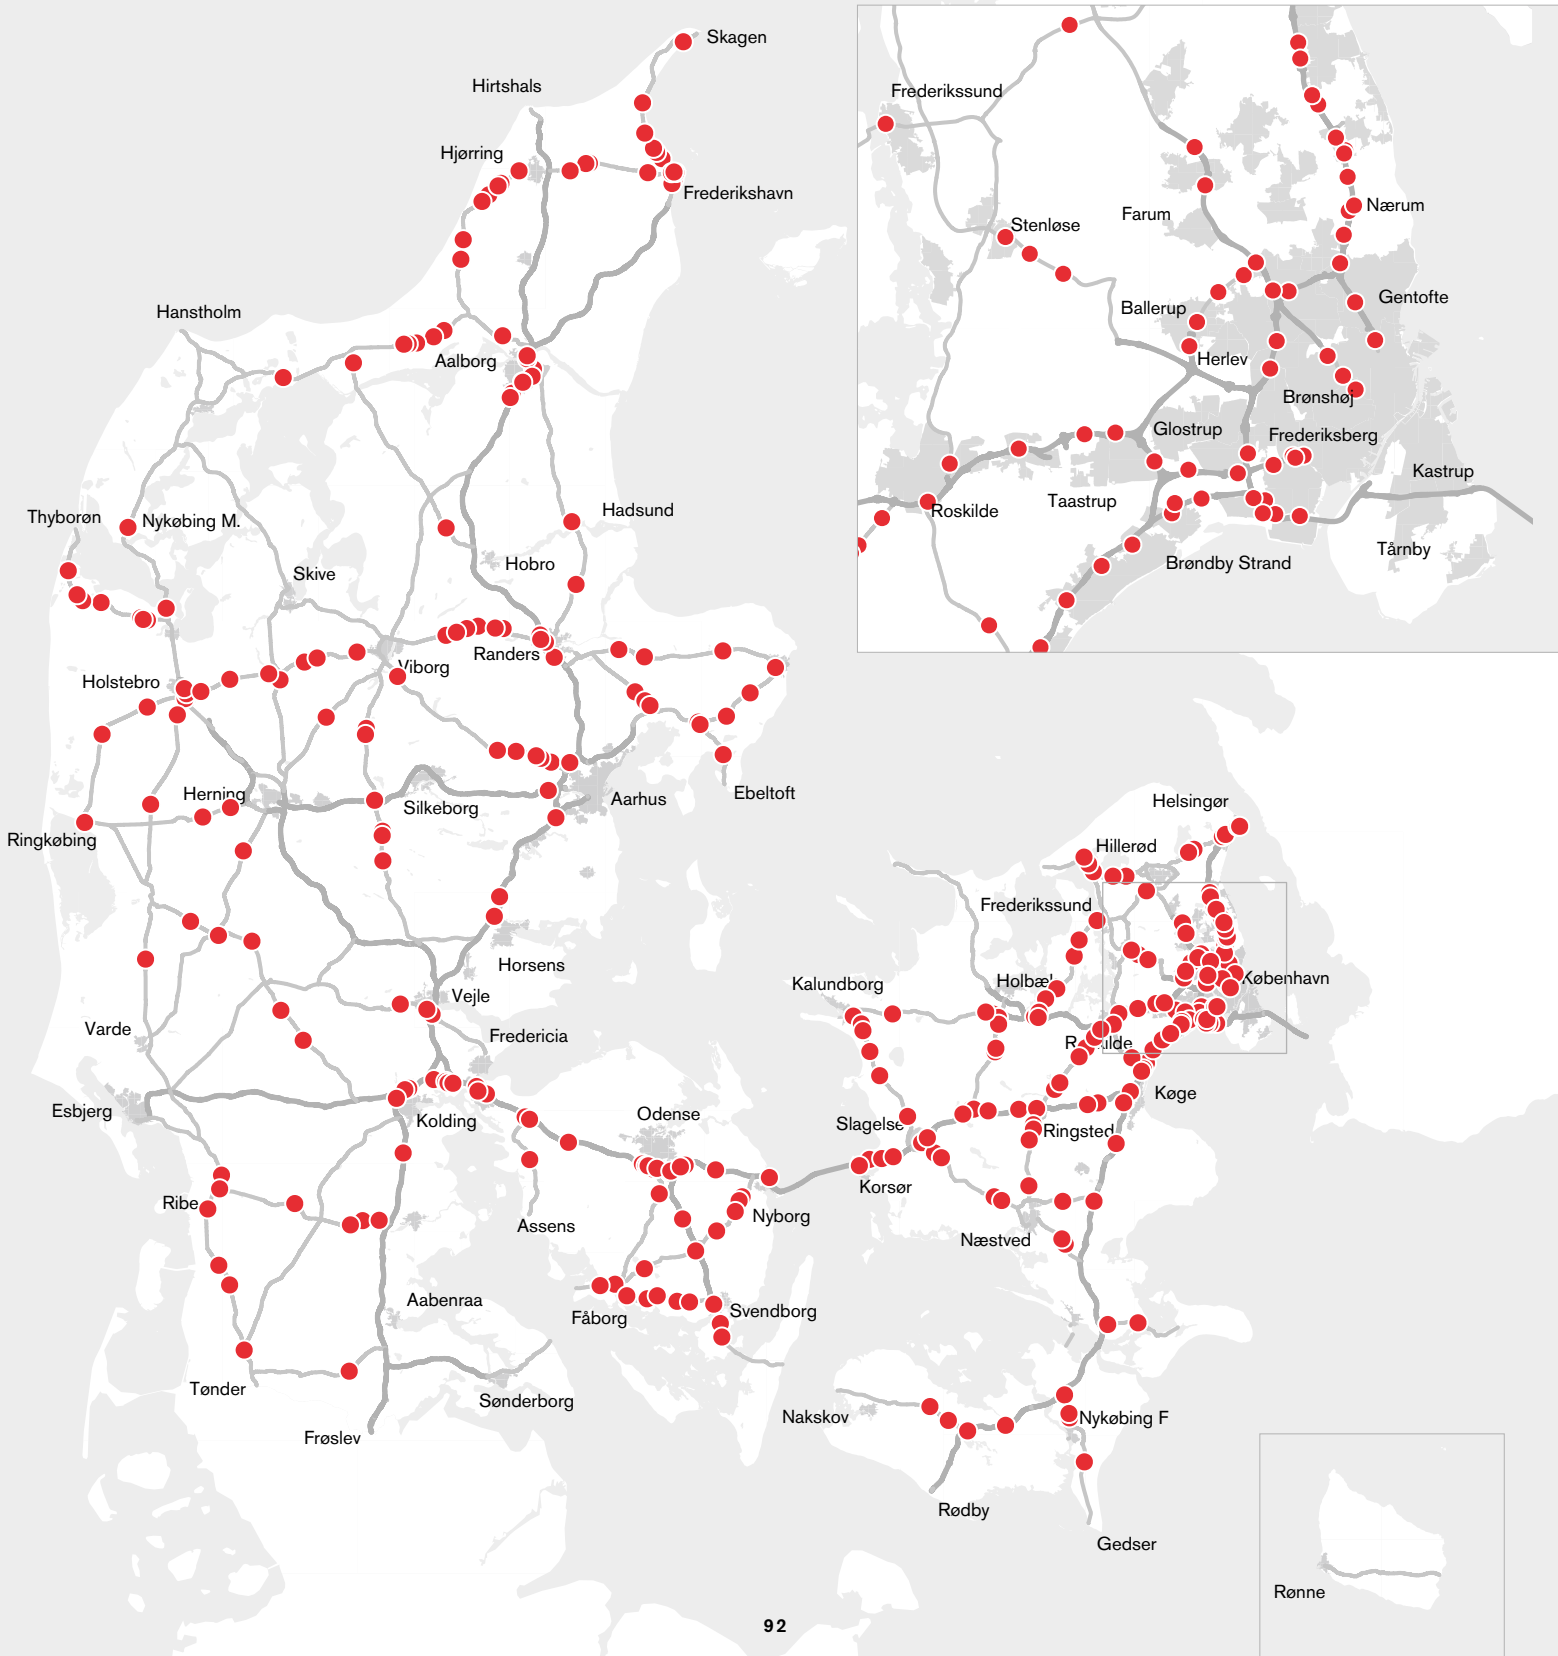 Skagen
Hirtshals
Hjørring
Frederikshavn
Hanstholm
Aalborg
Thyborøn
Nykøbing M.
Hadsund
Hobro
Skive
Viborg
Randers
Holstebro
Herning
Silkeborg
Aarhus
Ebeltoft
Ringkøbing
Horsens
Vejle
Varde
Fredericia
Esbjerg
Kolding
Odense
Ribe
Assens
Nyborg
Aabenraa
Fåborg
Svendborg
Tønder
Sønderborg
Frøslev
Frederikssund
Stenløse
Farum
Nærum
Gentofte
Ballerup
Herlev
Brønshøj
Glostrup
Frederiksberg
Kastrup
Taastrup
Roskilde
Tårnby
Brøndby Strand
Helsingør
Hillerød
Frederikssund
Kalundborg
Holbæk
København
Roskilde
Køge
Slagelse
Ringsted
Korsør
Næstved
Nakskov
Nykøbing F
Rødby
Gedser
Rønne
92